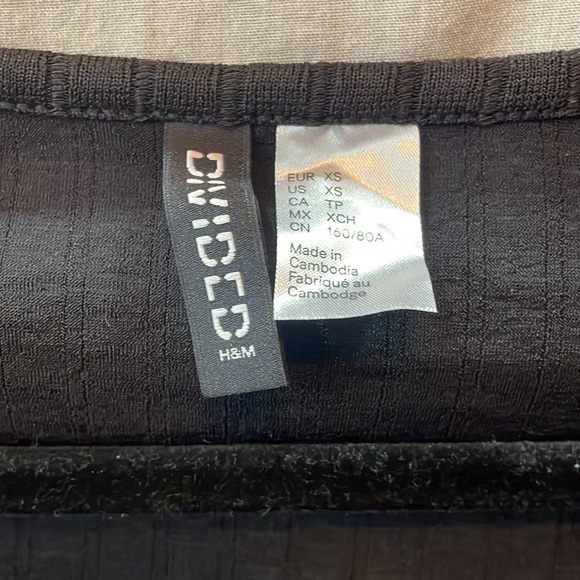 DIVIDED
H&M
EUR XS
US XS
CA TP
MX XCH
CN 160/80A
Made in
Cambodia
Fabriqué au
Cambodge